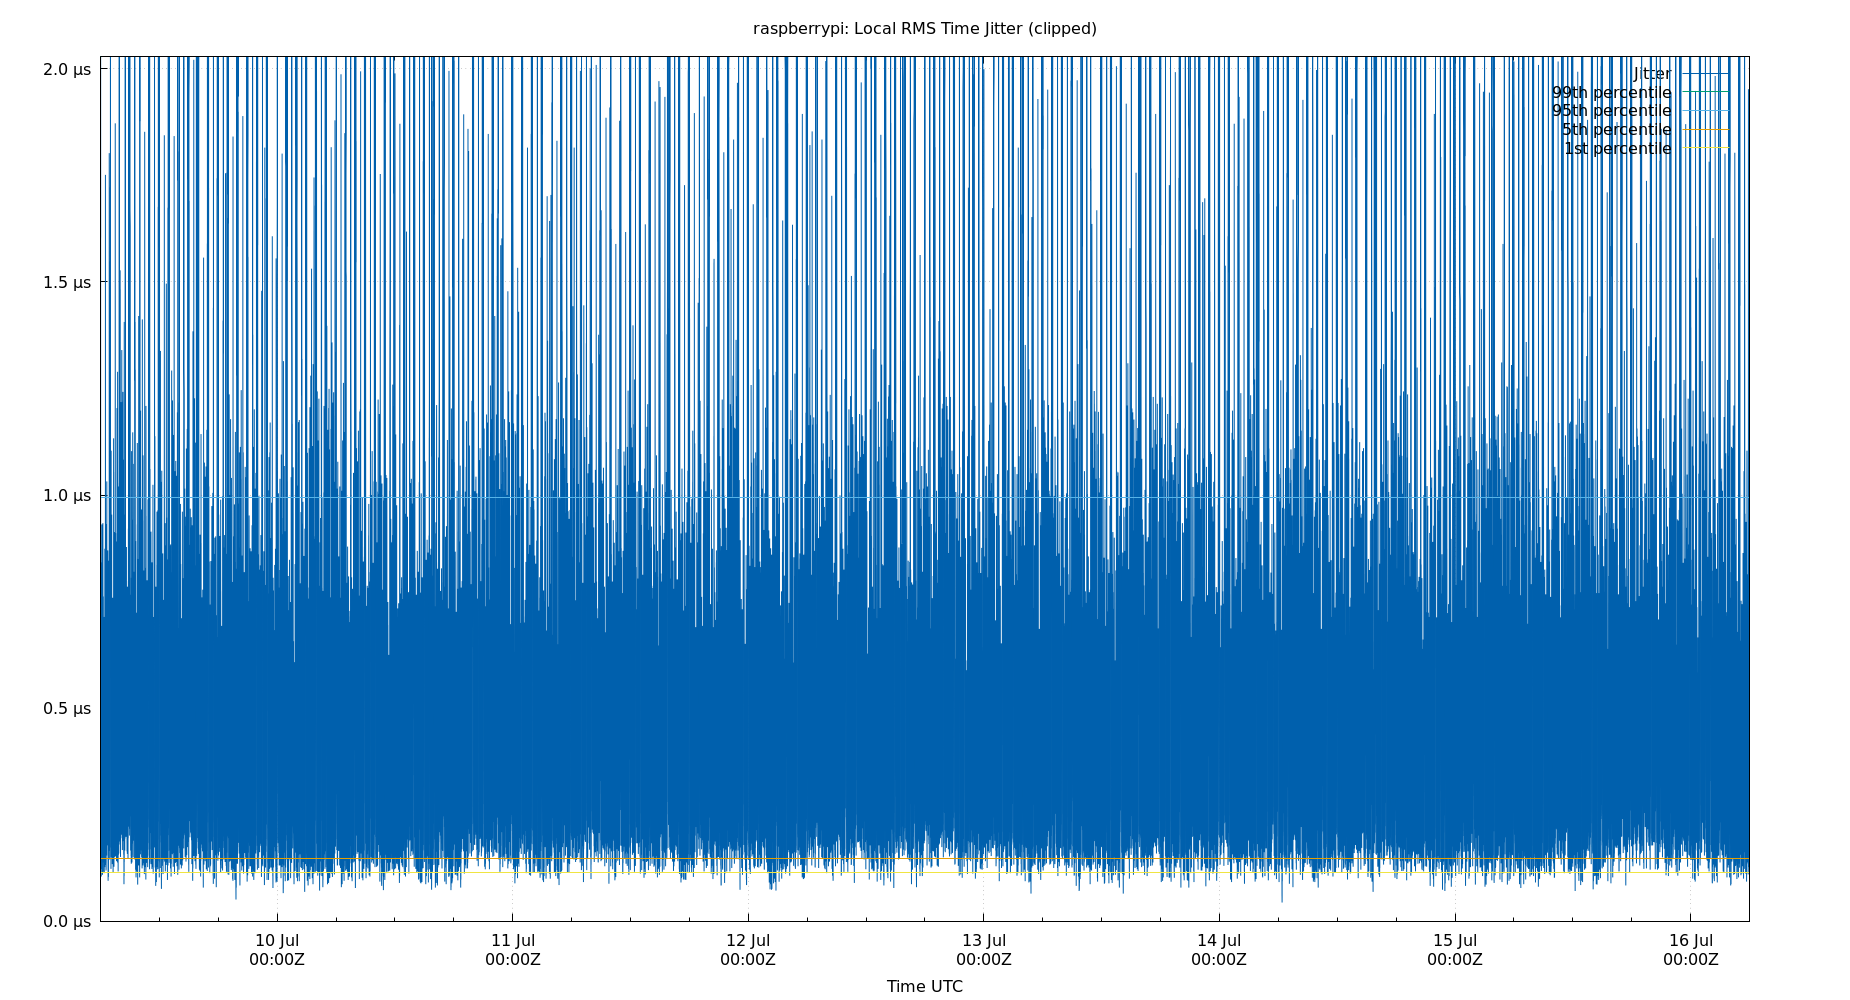 raspberrypi: Local RMS Time Jitter (clipped)
2.0 µs
1.5 µs
1.0 µs
0.5 µs
0.0 µs
Jitter
99th percentile
95th percentile
5th percentile
1st percentile
10 Jul
00:00Z
11 Jul
00:00Z
12 Jul
00:00Z
13 Jul
00:00Z
14 Jul
00:00Z
15 Jul
00:00Z
16 Jul
00:00Z
Time UTC